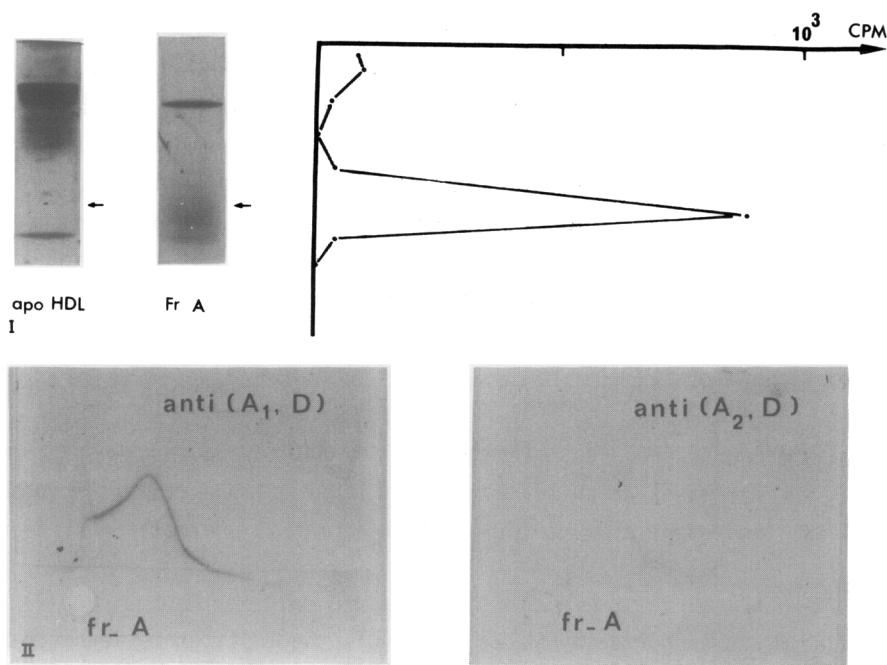 10³ CPM
apo HDL
Fr A
I
anti (A₁, D)
fr_ A
II
anti (A₂, D)
fr_ A